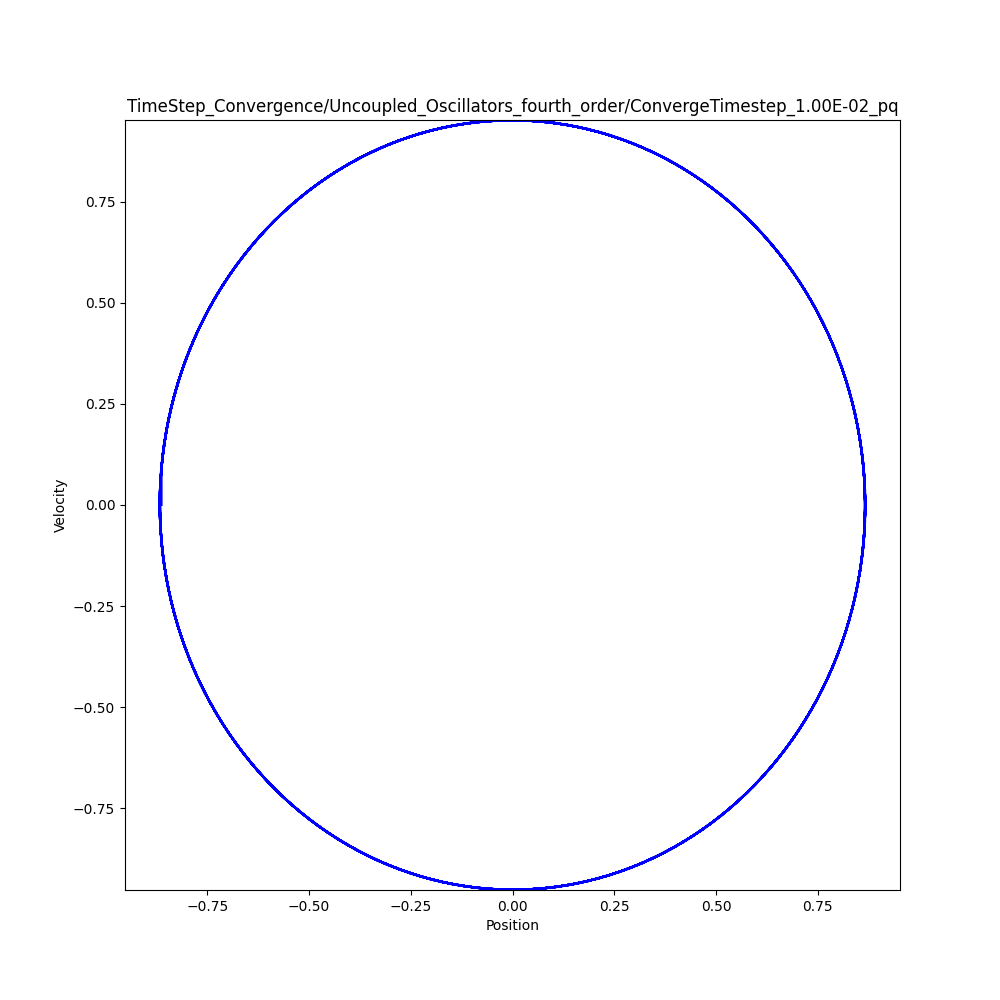 TimeStep_Convergence/Uncoupled_Oscillators_fourth_order/ConvergeTimestep_1.00E-02_pq
0.75
0.50
0.25
0.00
−0.25
−0.50
−0.75
Velocity
−0.75 −0.50 −0.25 0.00 0.25 0.50 0.75
Position